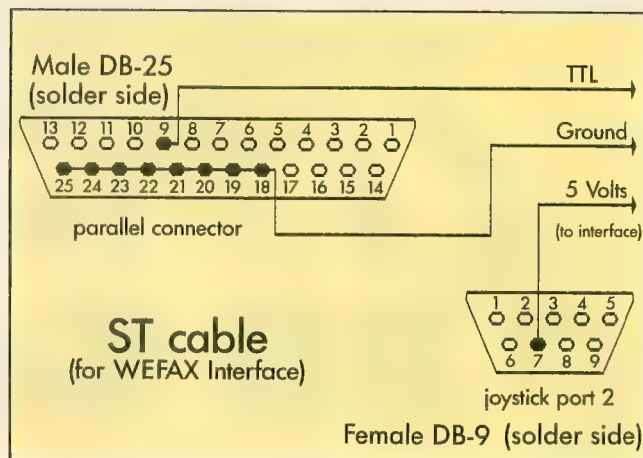 Male DB-25
(solder side)
TTL
13 12 11 10 9 8 7 6 5 4 3 2 1
Ground
25 24 23 22 21 20 19 18 17 16 15 14
5 Volts
parallel connector
(to interface)
1 2 3 4 5
ST cable
(for WEFAX Interface)
6 7 8 9
joystick port 2
Female DB-9 (solder side)